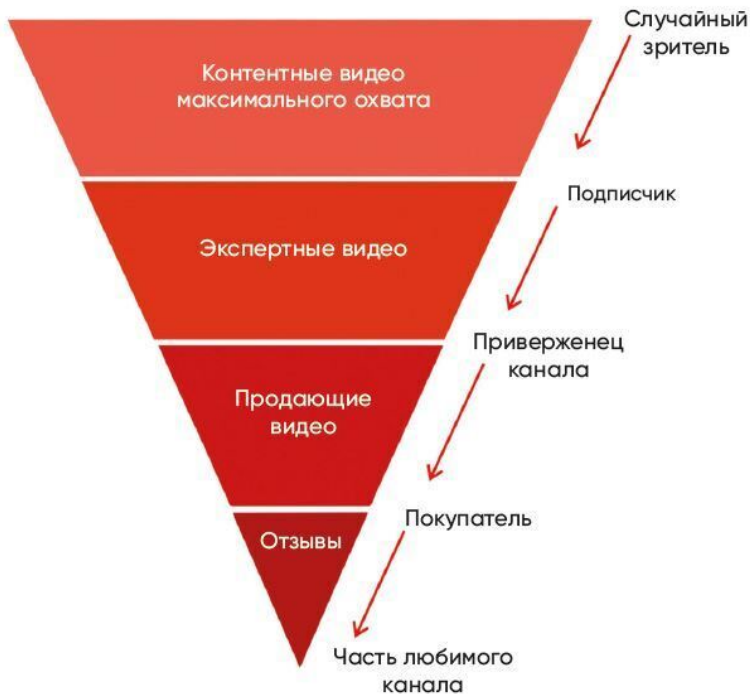 Случайный
зритель
Контентные видео
максимального охвата
Подписчик
Экспертные видео
Приверженец
канала
Продающие
видео
Покупатель
Отзывы
Часть любимого
канала